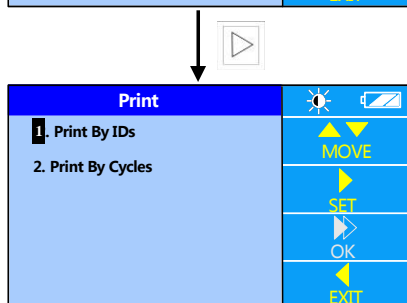 Print
1. Print By IDs
2. Print By Cycles
MOVE
SET
OK
EXIT